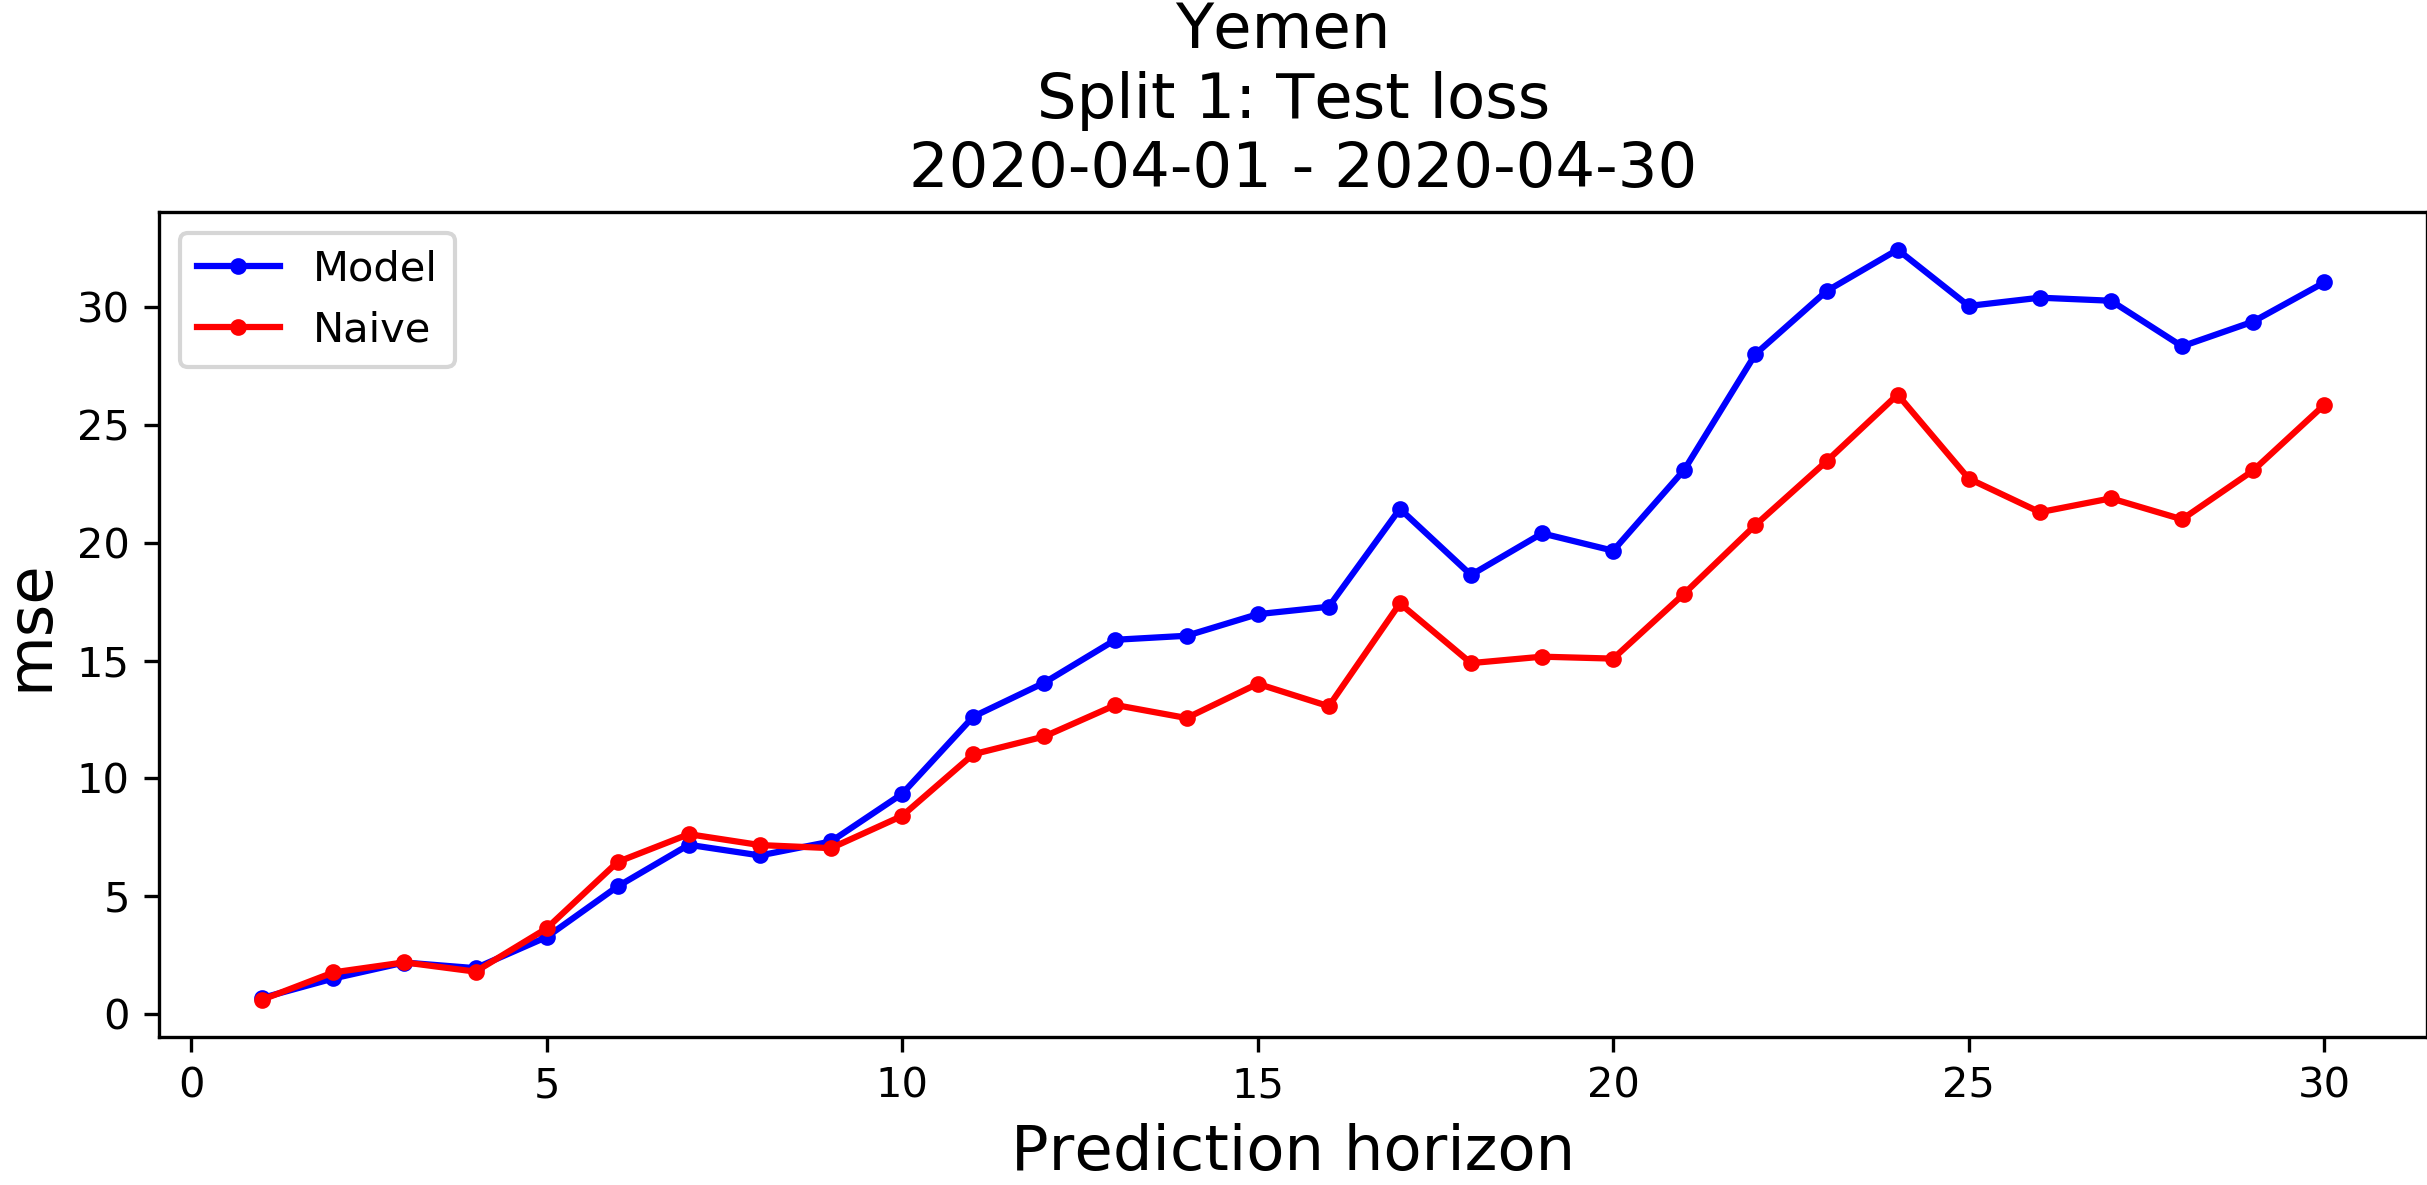 Yemen
Split 1: Test loss
2020-04-01 - 2020-04-30
Model
Naive
30
25
20
15
10
5
0
mse
0 5 10 15 20 25 30
Prediction horizon